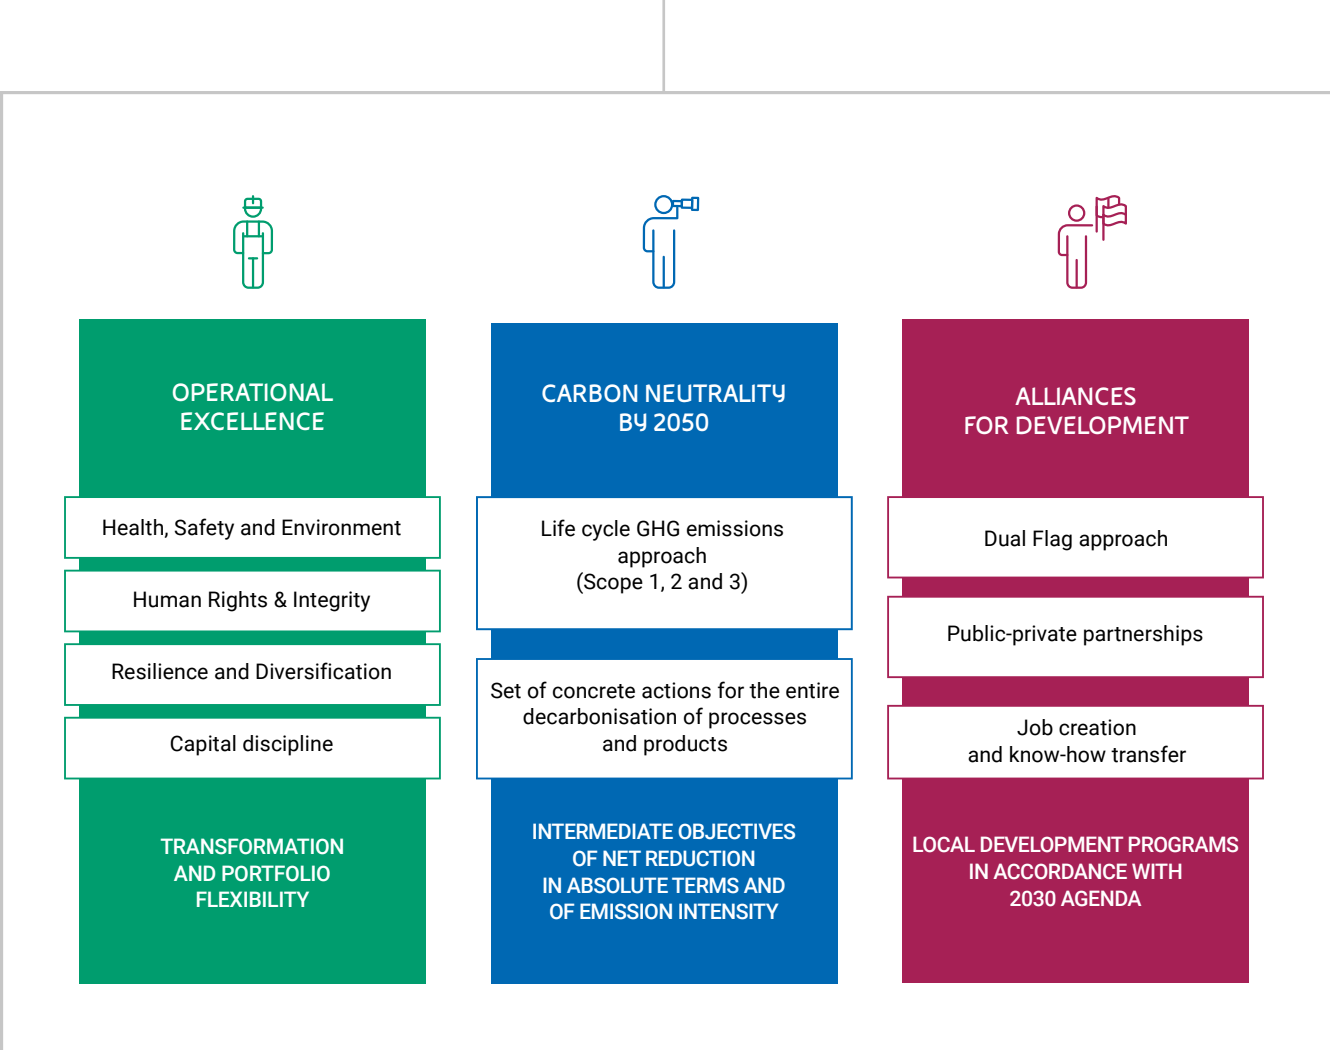 OPERATIONAL
EXCELLENCE
Health, Safety and Environment
Human Rights & Integrity
Resilience and Diversification
Capital discipline
TRANSFORMATION
AND PORTFOLIO
FLEXIBILITY
CARBON NEUTRALITY
BY 2050
Life cycle GHG emissions
approach
(Scope 1, 2 and 3)
Set of concrete actions for the entire
decarbonisation of processes
and products
INTERMEDIATE OBJECTIVES
OF NET REDUCTION
IN ABSOLUTE TERMS AND
OF EMISSION INTENSITY
ALLIANCES
FOR DEVELOPMENT
Dual Flag approach
Public-private partnerships
Job creation
and know-how transfer
LOCAL DEVELOPMENT PROGRAMS
IN ACCORDANCE WITH
2030 AGENDA